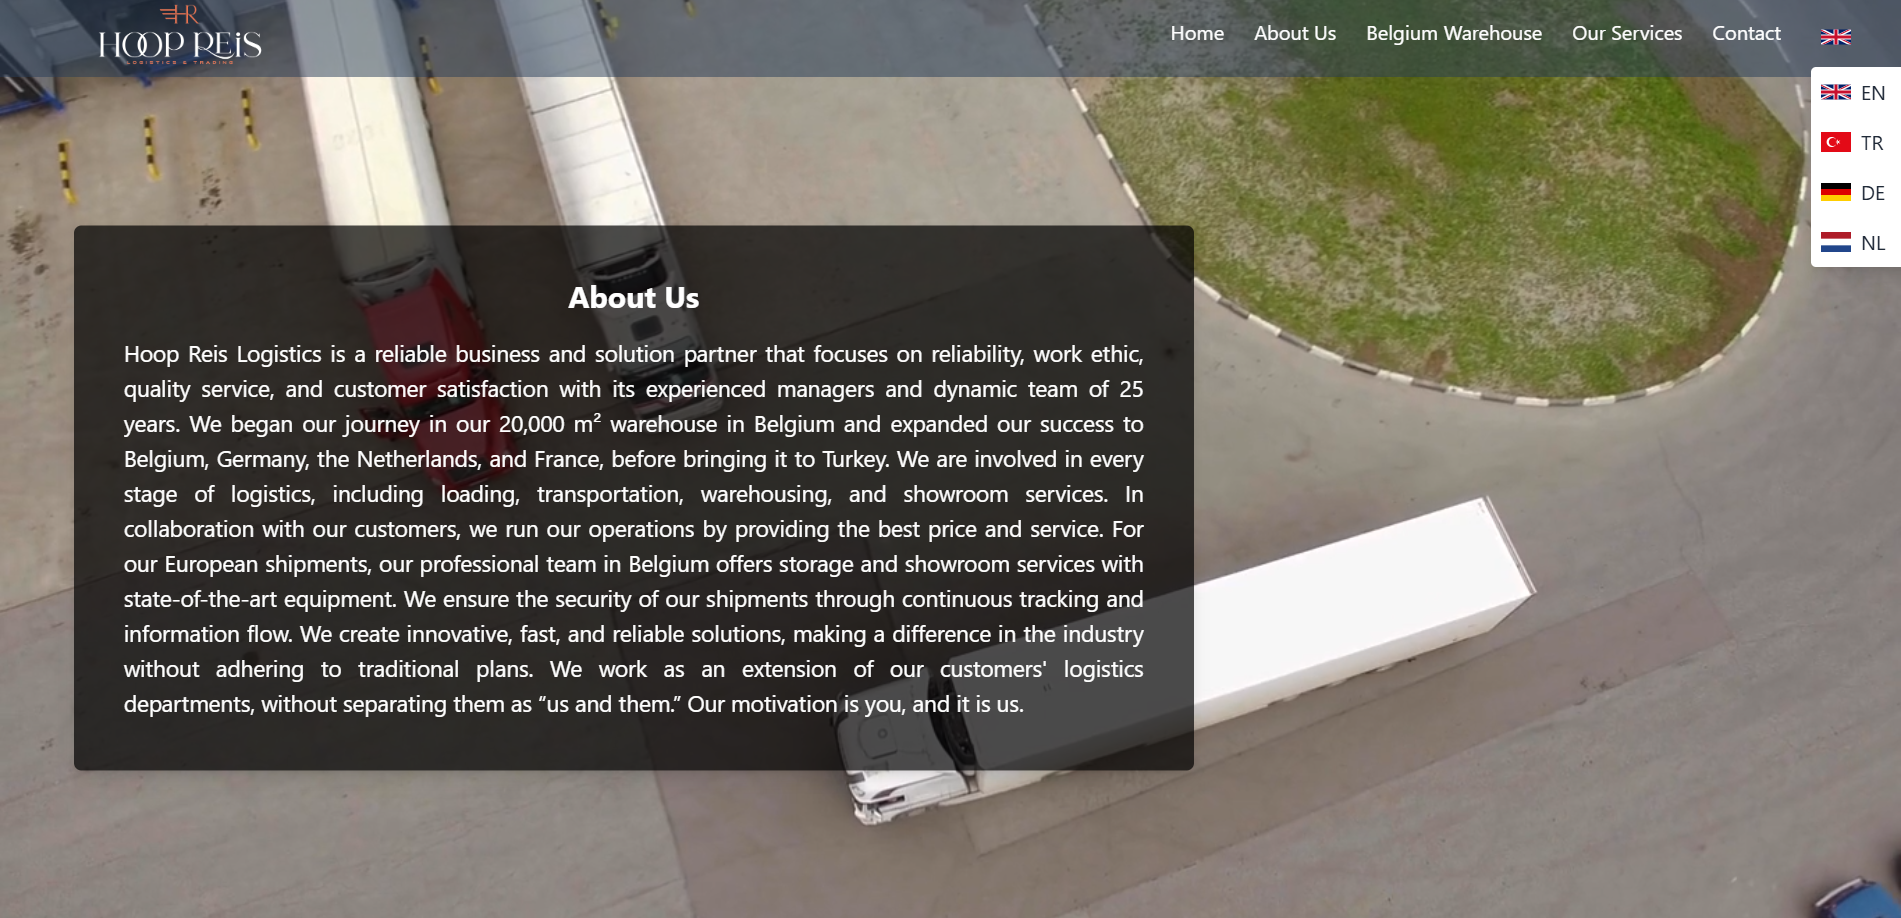 HR
HOOP REiS
LOGISTICS & TRADING
Home About Us Belgium Warehouse Our Services Contact
EN
TR
DE
NL
About Us
Hoop Reis Logistics is a reliable business and solution partner that focuses on reliability, work ethic,
quality service, and customer satisfaction with its experienced managers and dynamic team of 25
years. We began our journey in our 20,000 m² warehouse in Belgium and expanded our success to
Belgium, Germany, the Netherlands, and France, before bringing it to Turkey. We are involved in every
stage of logistics, including loading, transportation, warehousing, and showroom services. In
collaboration with our customers, we run our operations by providing the best price and service. For
our European shipments, our professional team in Belgium offers storage and showroom services with
state-of-the-art equipment. We ensure the security of our shipments through continuous tracking and
information flow. We create innovative, fast, and reliable solutions, making a difference in the industry
without adhering to traditional plans. We work as an extension of our customers' logistics
departments, without separating them as “us and them.” Our motivation is you, and it is us.